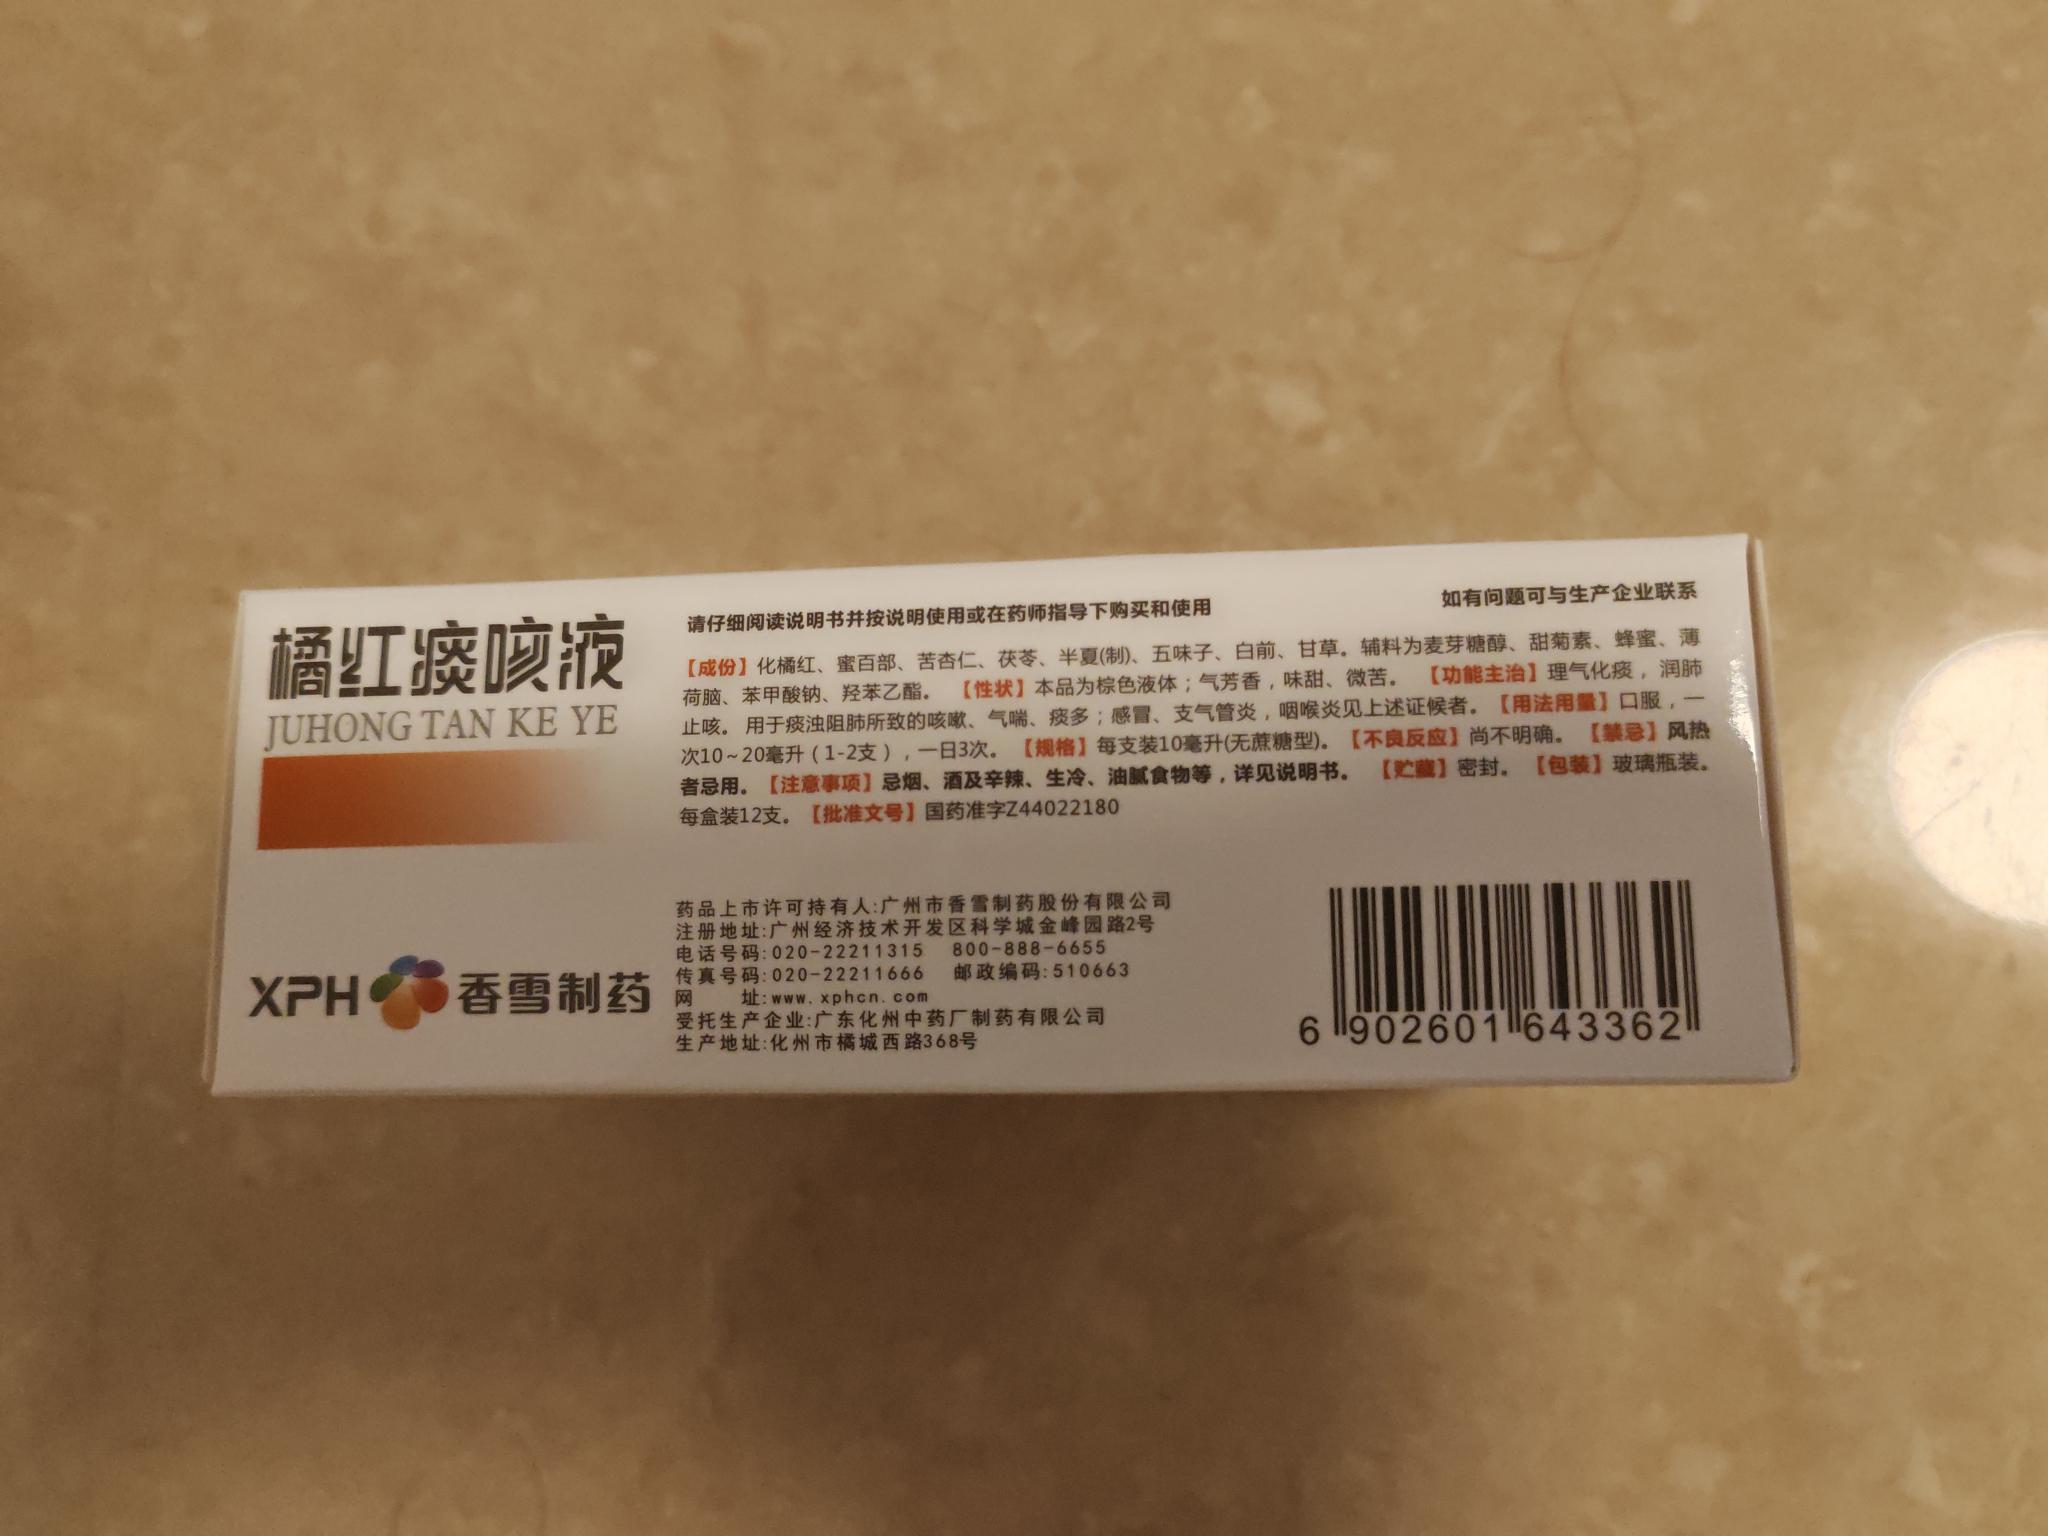 橘红痰咳液
JUHONG TAN KE YE
请仔细阅读说明书并按说明使用或在药师指导下购买和使用
如有问题可与生产企业联系
【成份】化橘红、蜜百部、苦杏仁、茯苓、半夏(制)、五味子、白前、甘草。辅料为麦芽糖醇、甜菊素、蜂蜜、薄
荷脑、苯甲酸钠、羟苯乙酯。【性状】本品为棕色液体；气芳香，味甜、微苦。【功能主治】理气化痰，润肺
止咳。用于痰浊阻肺所致的咳嗽、气喘、痰多；感冒、支气管炎，咽喉炎见上述证候者。【用法用量】口服，一
次10~20毫升（1-2支），一日3次。【规格】每支装10毫升(无蔗糖型)。【不良反应】尚不明确。【禁忌】风热
者忌用。【注意事项】忌烟、酒及辛辣、生冷、油腻食物等，详见说明书。【贮藏】密封。【包装】玻璃瓶装。
每盒装12支。【批准文号】国药准字Z44022180
药品上市许可持有人:广州市香雪制药股份有限公司
注册地址:广州经济技术开发区科学城金峰园路2号
电话号码:020-22211315 800-888-6655
传真号码:020-22211666 邮政编码:510663
网 址:www.xphcn.com
受托生产企业:广东化州中药厂制药有限公司
生产地址:化州市橘城西路368号
XPH 香雪制药
6 902601 643362